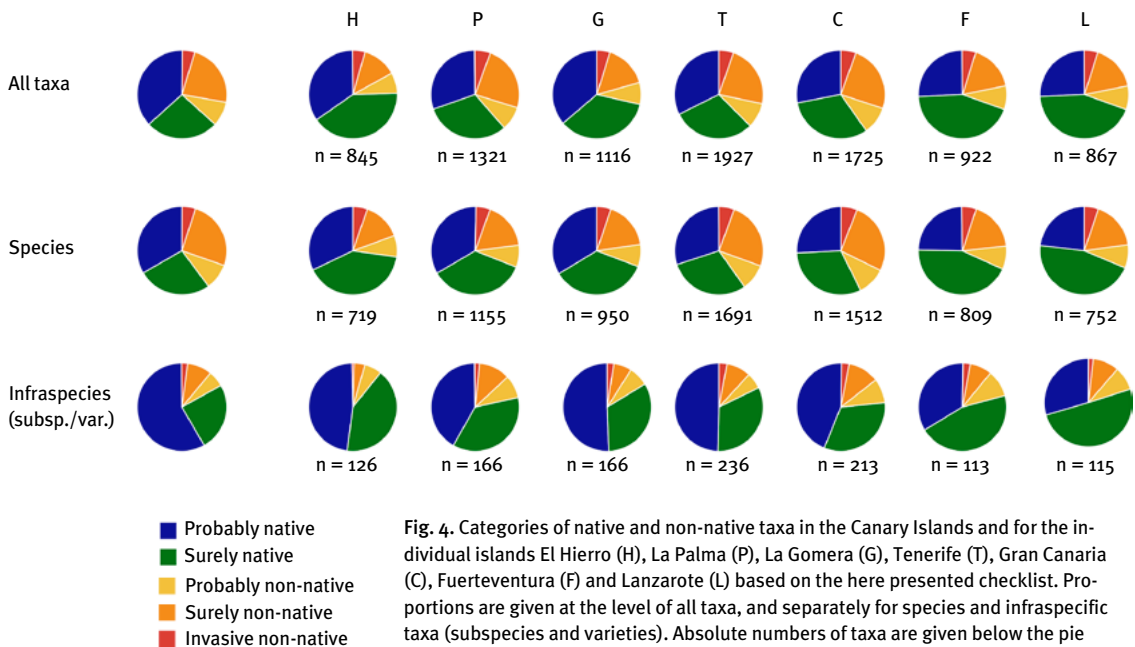 H P G T C F L
All taxa
n = 845 n = 1321 n = 1116 n = 1927 n = 1725 n = 922 n = 867
Species
n = 719 n = 1155 n = 950 n = 1691 n = 1512 n = 809 n = 752
Infraspecies
(subsp./var.)
n = 126 n = 166 n = 166 n = 236 n = 213 n = 113 n = 115
Probably native
Surely native
Probably non-native
Surely non-native
Invasive non-native
Fig. 4. Categories of native and non-native taxa in the Canary Islands and for the in-
dividual islands El Hierro (H), La Palma (P), La Gomera (G), Tenerife (T), Gran Canaria
(C), Fuerteventura (F) and Lanzarote (L) based on the here presented checklist. Pro-
portions are given at the level of all taxa, and separately for species and infraspecific
taxa (subspecies and varieties). Absolute numbers of taxa are given below the pie